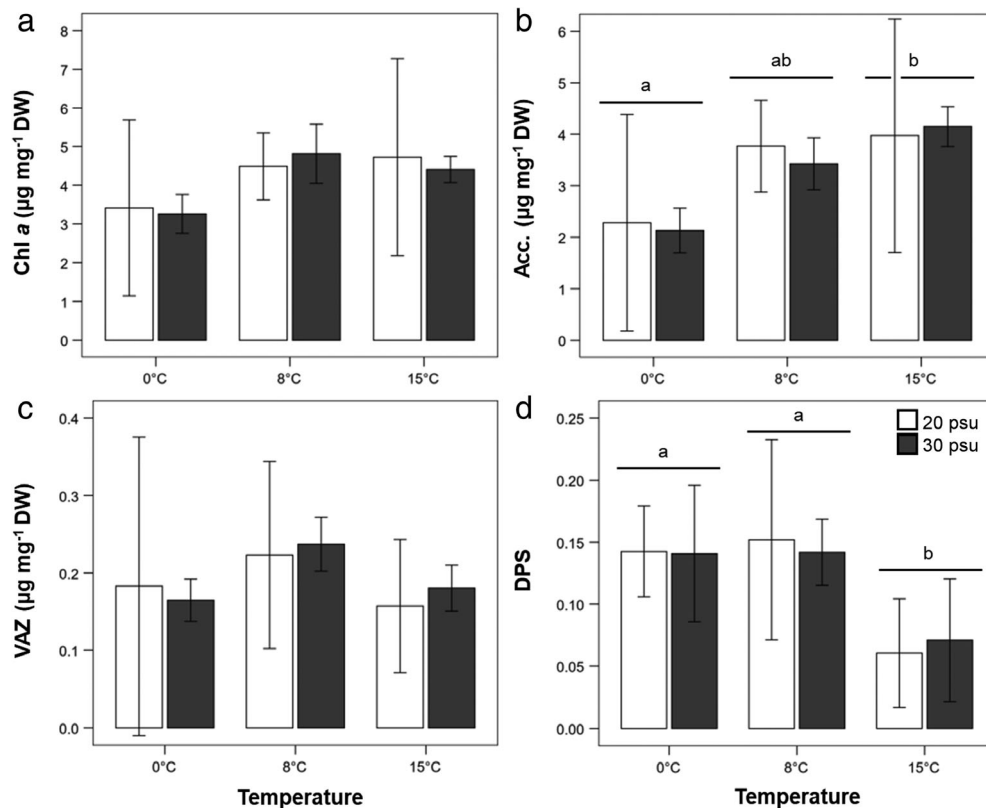 a
Chl a (µg mg-1 DW)
8
7
6
5
4
3
2
1
0
0°C
8°C
15°C
b
Acc. (µg mg-1 DW)
6
5
4
3
2
1
0
a
ab
b
0°C
8°C
15°C
c
VAZ (µg mg-1 DW)
0.4
0.3
0.2
0.1
0.0
0°C
8°C
15°C
Temperature
d
DPS
0.25
0.20
0.15
0.10
0.05
0.00
a
a
b
20 psu
30 psu
0°C
8°C
15°C
Temperature